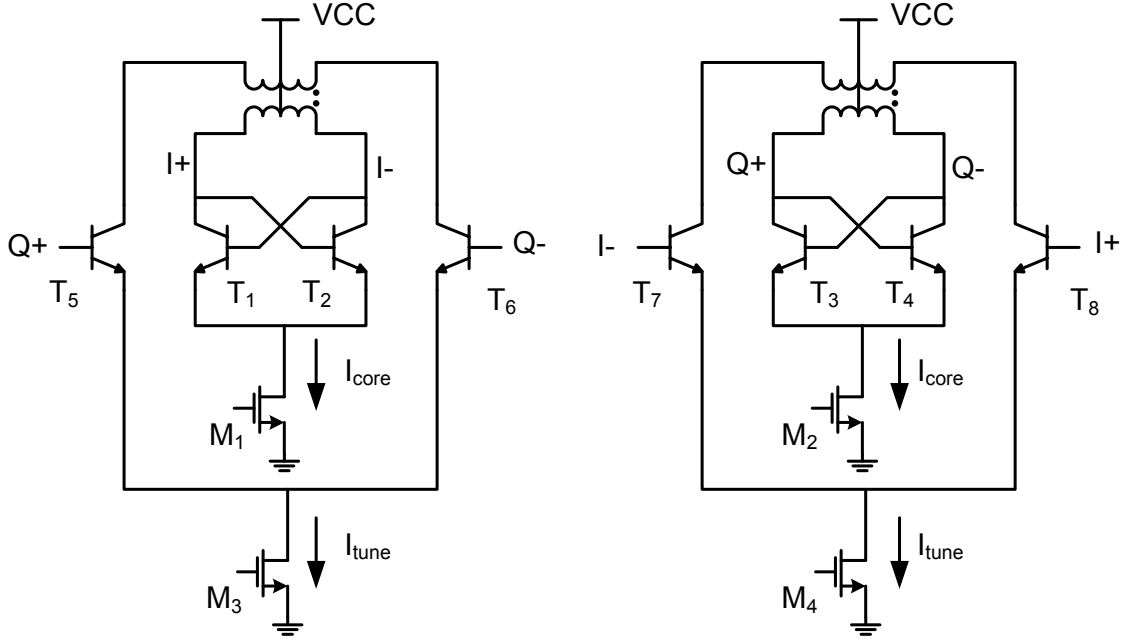 VCC
VCC
I+
I-
Q+
Q-
Q+
Q-
I-
I+
T5
T1
T2
T6
T7
T3
T4
T8
Icore
Icore
M1
M2
Itune
Itune
M3
M4